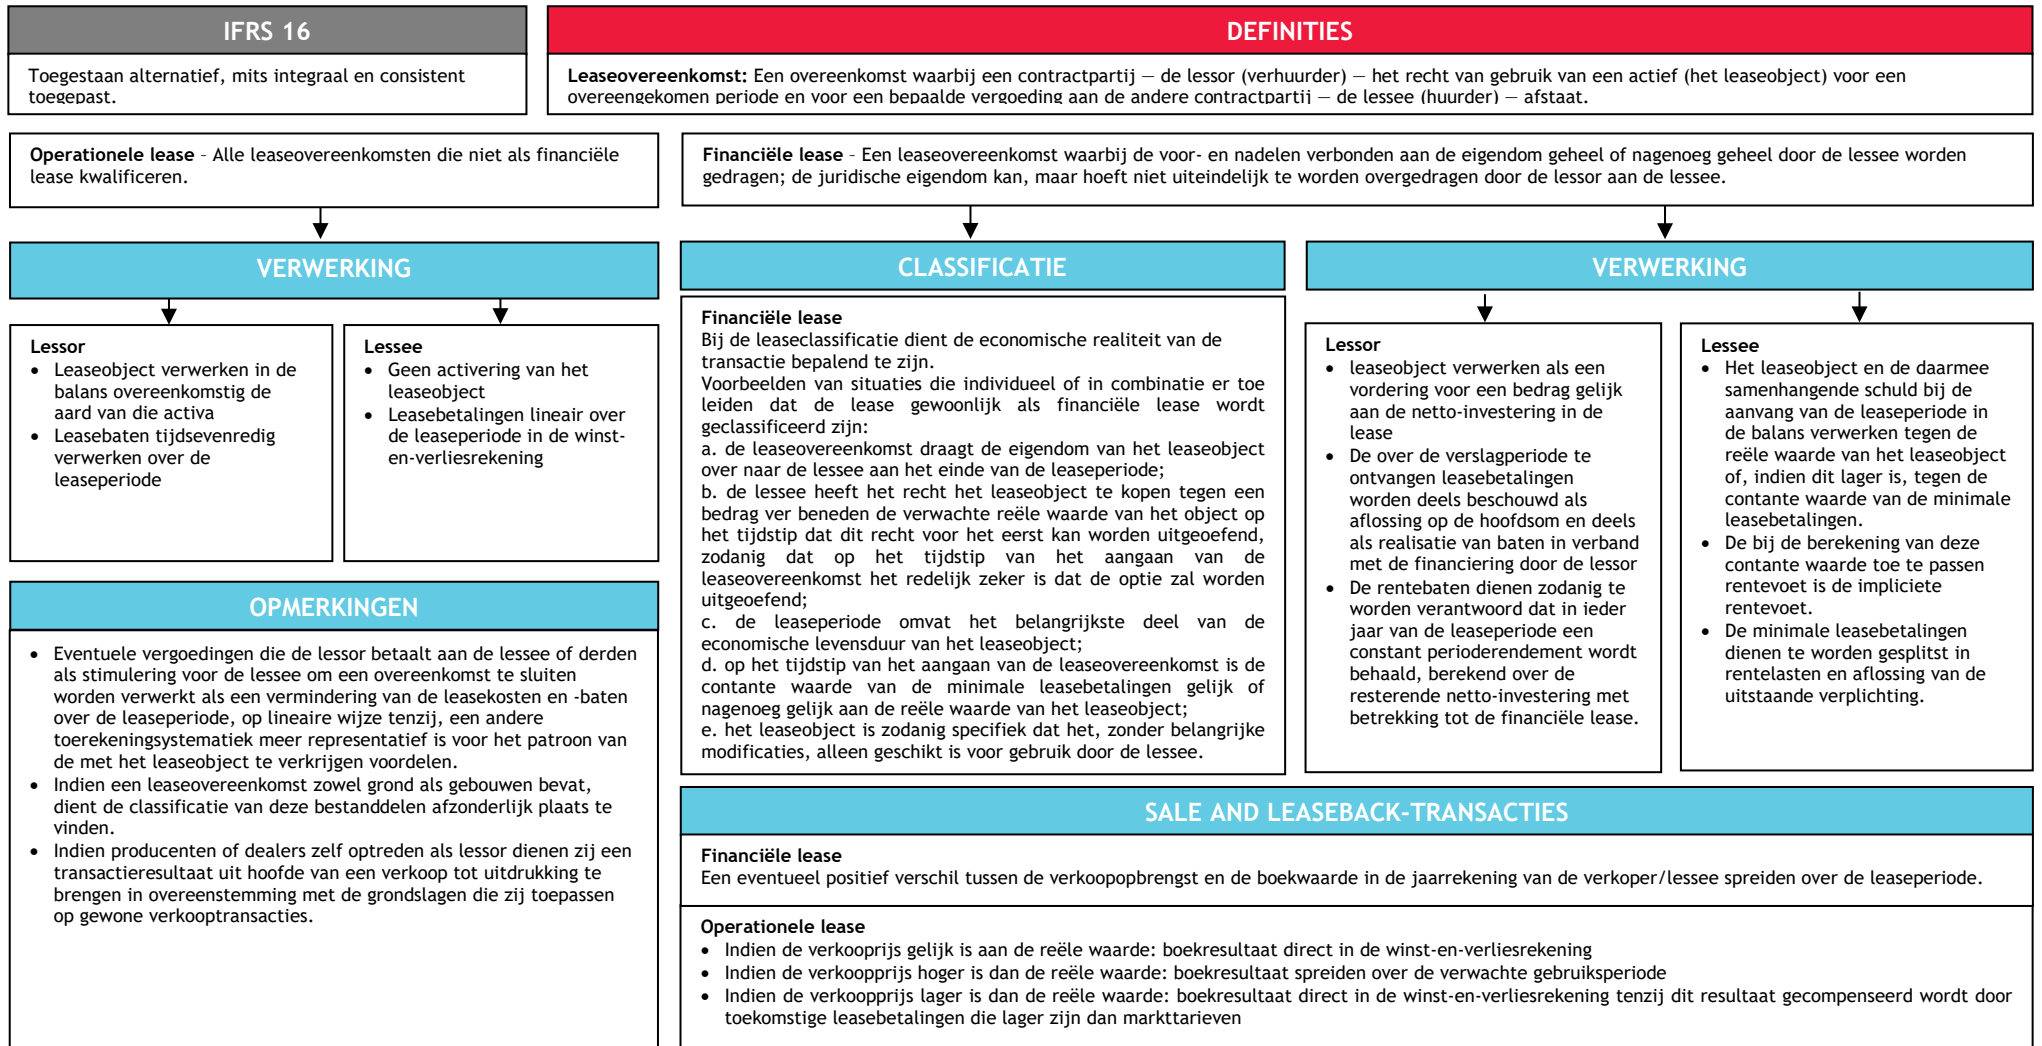 IFRS 16
Toegestaan alternatief, mits integraal en consistent
toegepast.
DEFINITIES
Leaseovereenkomst: Een overeenkomst waarbij een contractpartij — de lessor (verhuurder) — het recht van gebruik van een actief (het leaseobject) voor een
overeengekomen periode en voor een bepaalde vergoeding aan de andere contractpartij — de lessee (huurder) — afstaat.
Operationele lease – Alle leaseovereenkomsten die niet als financiële
lease kwalificeren.
Financiële lease – Een leaseovereenkomst waarbij de voor- en nadelen verbonden aan de eigendom geheel of nagenoeg geheel door de lessee worden
gedragen; de juridische eigendom kan, maar hoeft niet uiteindelijk te worden overgedragen door de lessor aan de lessee.
VERWERKING
Lessor
• Leaseobject verwerken in de
balans overeenkomstig de
aard van die activa
• Leasebaten tijdsevenredig
verwerken over de
leaseperiode
Lessee
• Geen activering van het
leaseobject
• Leasebetalingen lineair over
de leaseperiode in de winst-
en-verliesrekening
OPMERKINGEN
• Eventuele vergoedingen die de lessor betaalt aan de lessee of derden
als stimulering voor de lessee om een overeenkomst te sluiten
worden verwerkt als een vermindering van de leasekosten en -baten
over de leaseperiode, op lineaire wijze tenzij, een andere
toerekeningsystematiek meer representatief is voor het patroon van
de met het leaseobject te verkrijgen voordelen.
• Indien een leaseovereenkomst zowel grond als gebouwen bevat,
dient de classificatie van deze bestanddelen afzonderlijk plaats te
vinden.
• Indien producenten of dealers zelf optreden als lessor dienen zij een
transactieresultaat uit hoofde van een verkoop tot uitdrukking te
brengen in overeenstemming met de grondslagen die zij toepassen
op gewone verkooptransacties.
CLASSIFICATIE
Financiële lease
Bij de leaseclassificatie dient de economische realiteit van de
transactie bepalend te zijn.
Voorbeelden van situaties die individueel of in combinatie er toe
leiden dat de lease gewoonlijk als financiële lease wordt
geclassificeerd zijn:
a. de leaseovereenkomst draagt de eigendom van het leaseobject
over naar de lessee aan het einde van de leaseperiode;
b. de lessee heeft het recht het leaseobject te kopen tegen een
bedrag ver beneden de verwachte reële waarde van het object op
het tijdstip dat dit recht voor het eerst kan worden uitgeoefend,
zodanig dat op het tijdstip van het aangaan van de
leaseovereenkomst het redelijk zeker is dat de optie zal worden
uitgeoefend;
c. de leaseperiode omvat het belangrijkste deel van de
economische levensduur van het leaseobject;
d. op het tijdstip van het aangaan van de leaseovereenkomst is de
contante waarde van de minimale leasebetalingen gelijk of
nagenoeg gelijk aan de reële waarde van het leaseobject;
e. het leaseobject is zodanig specifiek dat het, zonder belangrijke
modificaties, alleen geschikt is voor gebruik door de lessee.
VERWERKING
Lessor
• leaseobject verwerken als een
vordering voor een bedrag gelijk
aan de netto-investering in de
lease
• De over de verslagperiode te
ontvangen leasebetalingen
worden deels beschouwd als
aflossing op de hoofdsom en deels
als realisatie van baten in verband
met de financiering door de lessor
• De rentebaten dienen zodanig te
worden verantwoord dat in ieder
jaar van de leaseperiode een
constant perioderendement wordt
behaald, berekend over de
resterende netto-investering met
betrekking tot de financiële lease.
Lessee
• Het leaseobject en de daarmee
samenhangende schuld bij de
aanvang van de leaseperiode in
de balans verwerken tegen de
reële waarde van het leaseobject
of, indien dit lager is, tegen de
contante waarde van de minimale
leasebetalingen.
• De bij de berekening van deze
contante waarde toe te passen
rentevoet is de impliciete
rentevoet.
• De minimale leasebetalingen
dienen te worden gesplitst in
rentelasten en aflossing van de
uitstaande verplichting.
SALE AND LEASEBACK-TRANSACTIES
Financiële lease
Een eventueel positief verschil tussen de verkoopopbrengst en de boekwaarde in de jaarrekening van de verkoper/lessee spreiden over de leaseperiode.
Operationele lease
• Indien de verkooprijs gelijk is aan de reële waarde: boekresultaat direct in de winst-en-verliesrekening
• Indien de verkoopprijs hoger is dan de reële waarde: boekresultaat spreiden over de verwachte gebruiksperiode
• Indien de verkoopprijs lager is dan de reële waarde: boekresultaat direct in de winst-en-verliesrekening tenzij dit resultaat gecompenseerd wordt door
toekomstige leasebetalingen die lager zijn dan markttarieven